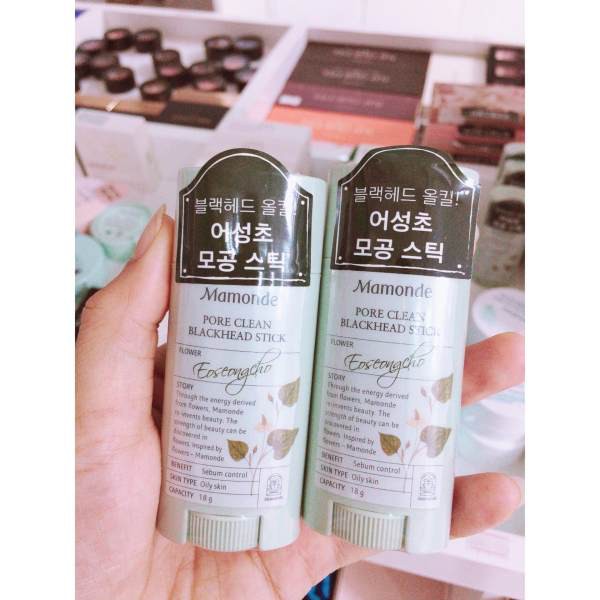 블랙헤드 올킬!
어성초
모공 스틱
Mamonde
PORE CLEAN
BLACKHEAD STICK
FLOWER
Eoseongcho
STORY
Through the energy derived
from flowers, Mamonde
re-invents beauty. The
strength of beauty can be
discovered in
flowers. Inspired by
flowers – Mamonde
BENEFIT Sebum control
SKIN TYPE Oily skin
CAPACITY 18 g
블랙헤드 올킬!
어성초
모공 스틱
Mamonde
PORE CLEAN
BLACKHEAD STICK
FLOWER
Eoseongcho
STORY
Through the energy derived
from flowers, Mamonde
re-invents beauty. The
strength of beauty can be
discovered in
flowers. Inspired by
flowers – Mamonde
BENEFIT Sebum control
SKIN TYPE Oily skin
CAPACITY 18 g